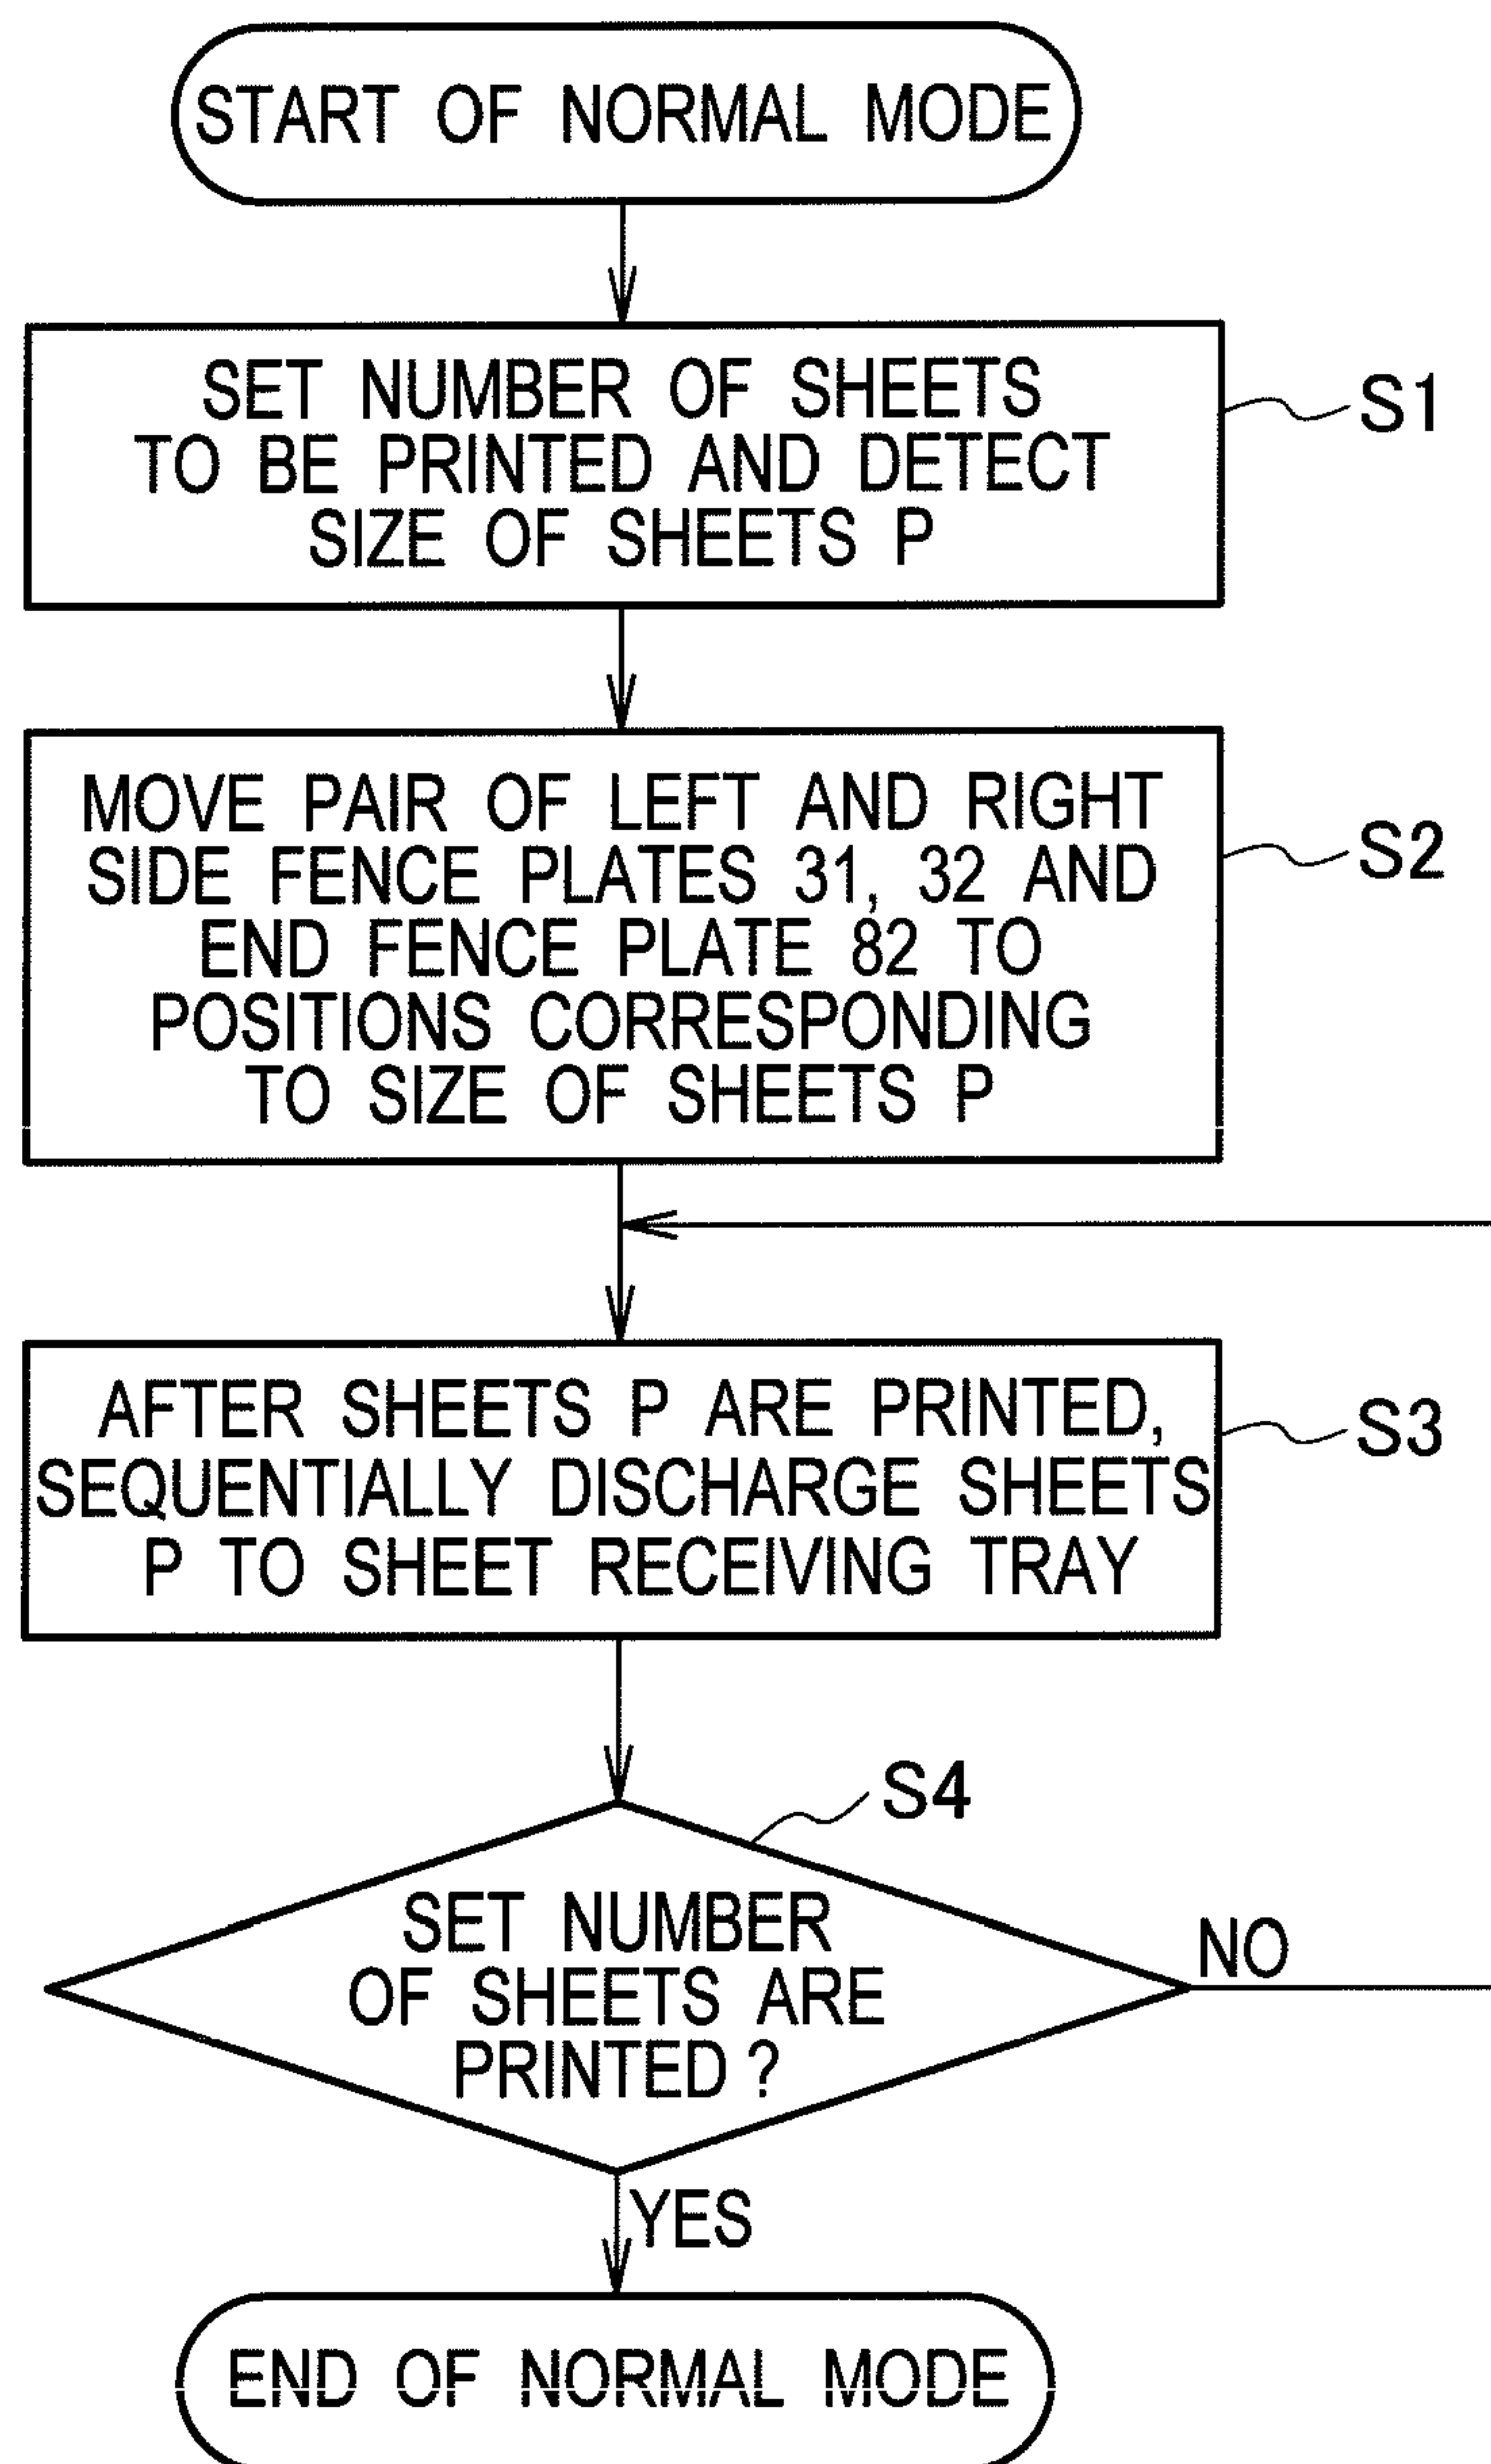 START OF NORMAL MODE
SET NUMBER OF SHEETS
TO BE PRINTED AND DETECT
SIZE OF SHEETS P
S1
MOVE PAIR OF LEFT AND RIGHT
SIDE FENCE PLATES 31, 32 AND
END FENCE PLATE 82 TO
POSITIONS CORRESPONDING
TO SIZE OF SHEETS P
S2
AFTER SHEETS P ARE PRINTED,
SEQUENTIALLY DISCHARGE SHEETS
P TO SHEET RECEIVING TRAY
S3
S4
SET NUMBER
OF SHEETS ARE
PRINTED ?
NO
YES
END OF NORMAL MODE